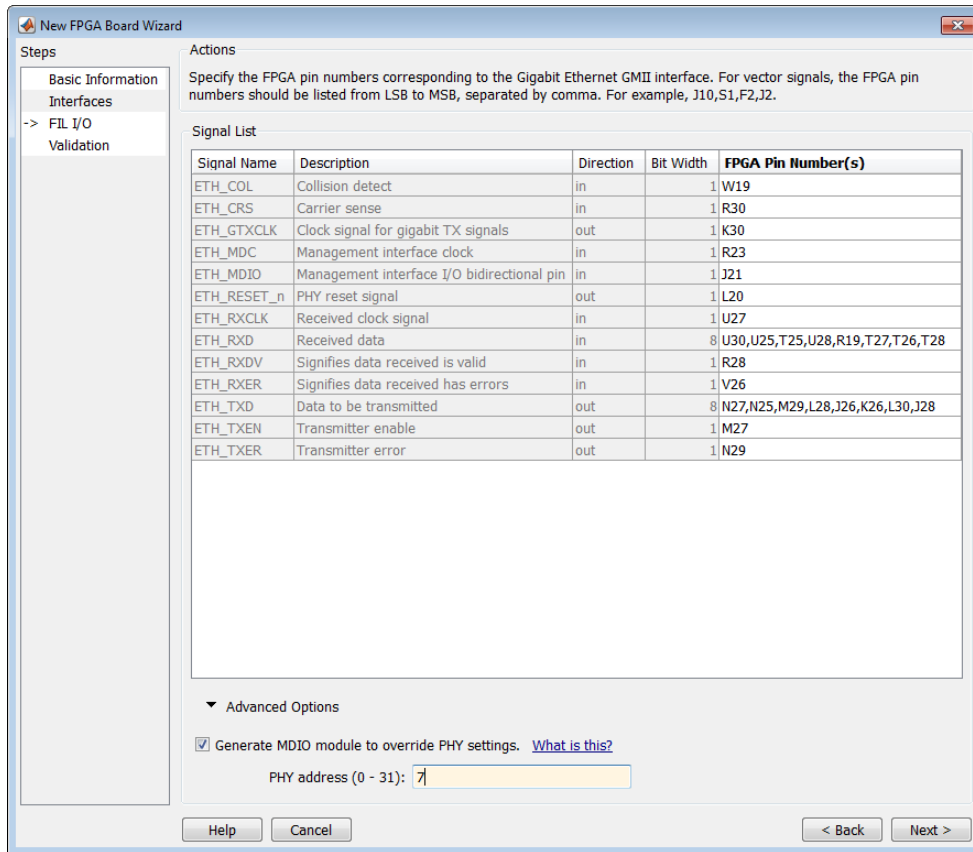 New FPGA Board Wizard
Steps
Basic Information
Interfaces
-> FIL I/O
Validation
Actions
Specify the FPGA pin numbers corresponding to the Gigabit Ethernet GMII interface. For vector signals, the FPGA pin
numbers should be listed from LSB to MSB, separated by comma. For example, J10,S1,F2,J2.
Signal List
Signal Name Description Direction Bit Width FPGA Pin Number(s)
ETH_COL Collision detect in 1 W19
ETH_CRS Carrier sense in 1 R30
ETH_GTXCLK Clock signal for gigabit TX signals out 1 K30
ETH_MDC Management interface clock in 1 R23
ETH_MDIO Management interface I/O bidirectional pin in 1 J21
ETH_RESET_n PHY reset signal out 1 L20
ETH_RXCLK Received clock signal in 1 U27
ETH_RXD Received data in 8 U30,U25,T25,U28,R19,T27,T26,T28
ETH_RXDV Signifies data received is valid in 1 R28
ETH_RXER Signifies data received has errors in 1 V26
ETH_TXD Data to be transmitted out 8 N27,N25,M29,L28,J26,K26,L30,J28
ETH_TXEN Transmitter enable out 1 M27
ETH_TXER Transmitter error out 1 N29
Advanced Options
Generate MDIO module to override PHY settings. What is this?
PHY address (0 - 31): 7
Help Cancel < Back Next >